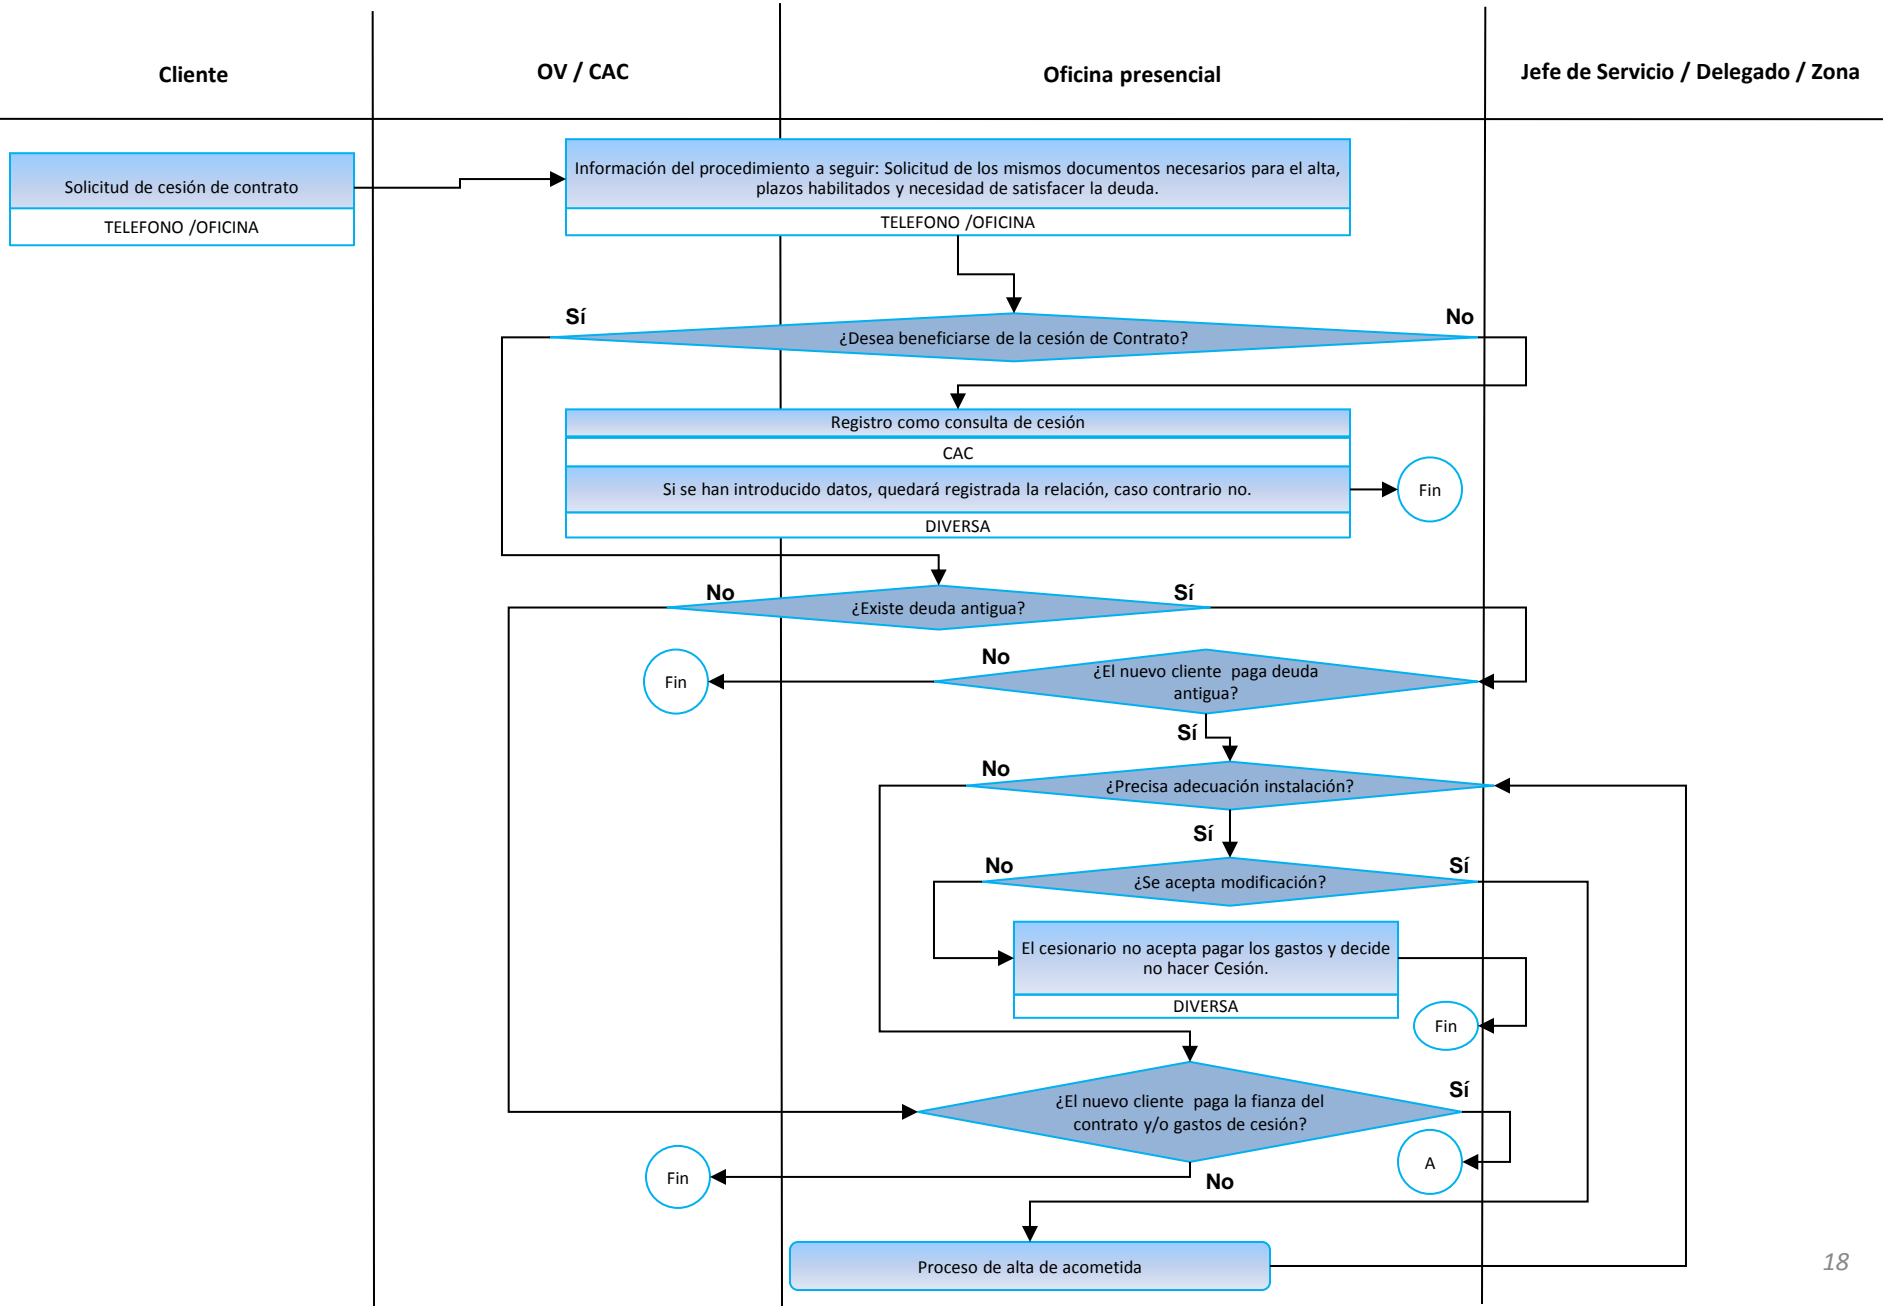 Cliente
OV / CAC
Oficina presencial
Jefe de Servicio / Delegado / Zona
Solicitud de cesión de contrato
TELEFONO /OFICINA
Información del procedimiento a seguir: Solicitud de los mismos documentos necesarios para el alta,
plazos habilitados y necesidad de satisfacer la deuda.
TELEFONO /OFICINA
Sí
¿Desea beneficiarse de la cesión de Contrato?
No
Registro como consulta de cesión
CAC
Si se han introducido datos, quedará registrada la relación, caso contrario no.
DIVERSA
Fin
No
¿Existe deuda antigua?
Sí
Fin
No
¿El nuevo cliente  paga deuda
antigua?
Sí
No
¿Precisa adecuación instalación?
Sí
No
¿Se acepta modificación?
Sí
El cesionario no acepta pagar los gastos y decide
no hacer Cesión.
DIVERSA
Fin
¿El nuevo cliente  paga la fianza del
contrato y/o gastos de cesión?
Sí
A
Fin
No
Proceso de alta de acometida
18